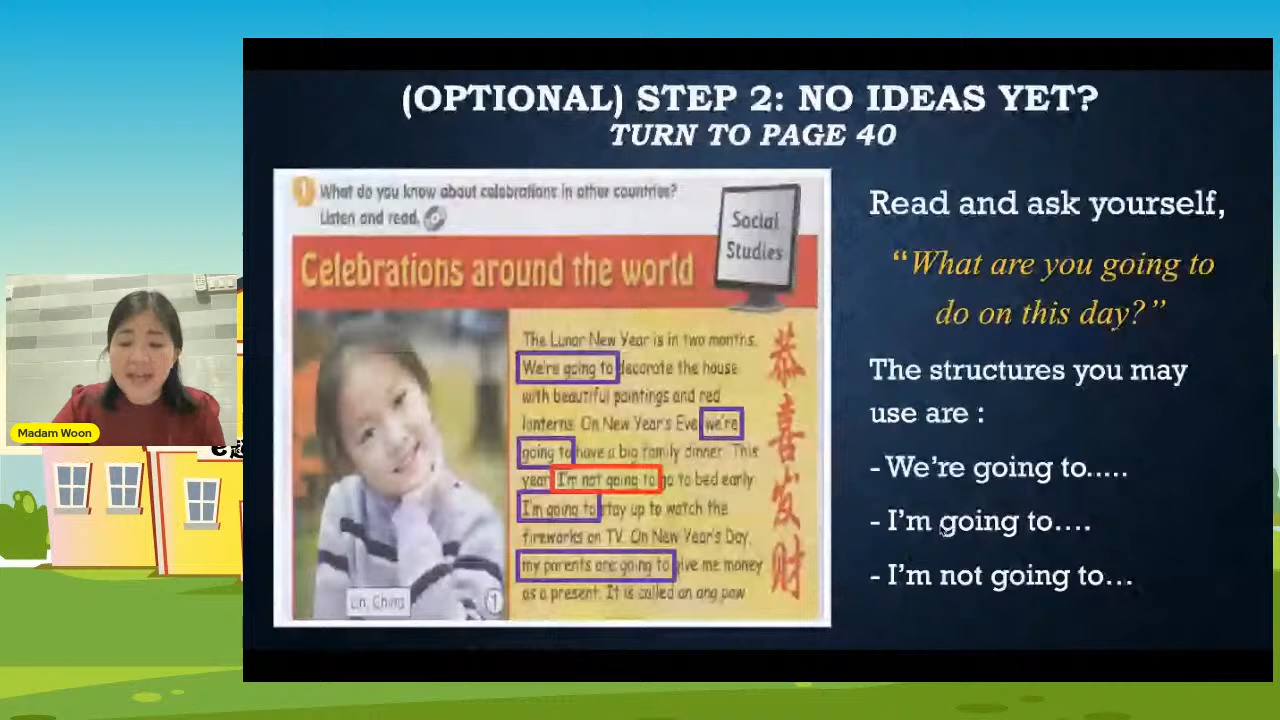 (OPTIONAL) STEP 2: NO IDEAS YET?
TURN TO PAGE 40
1 What do you know about celebrations in other countries?
Listen and read.
Social
Studies
Celebrations around the world
The Lunar New Year is in two months.
We're going to decorate the house
with beautiful paintings and red
lanterns. On New Year's Eve we're
going to have a big family dinner. This
year I'm not going to go to bed early
I'm going to stay up to watch the
fireworks on TV. On New Year's Day,
my parents are going to give me money
as a present. It is called an ang paw
恭喜发财
Lin, China
1
Read and ask yourself,
“What are you going to
do on this day?”
The structures you may
use are :
- We’re going to.....
- I’m going to....
- I’m not going to...
Madam Woon